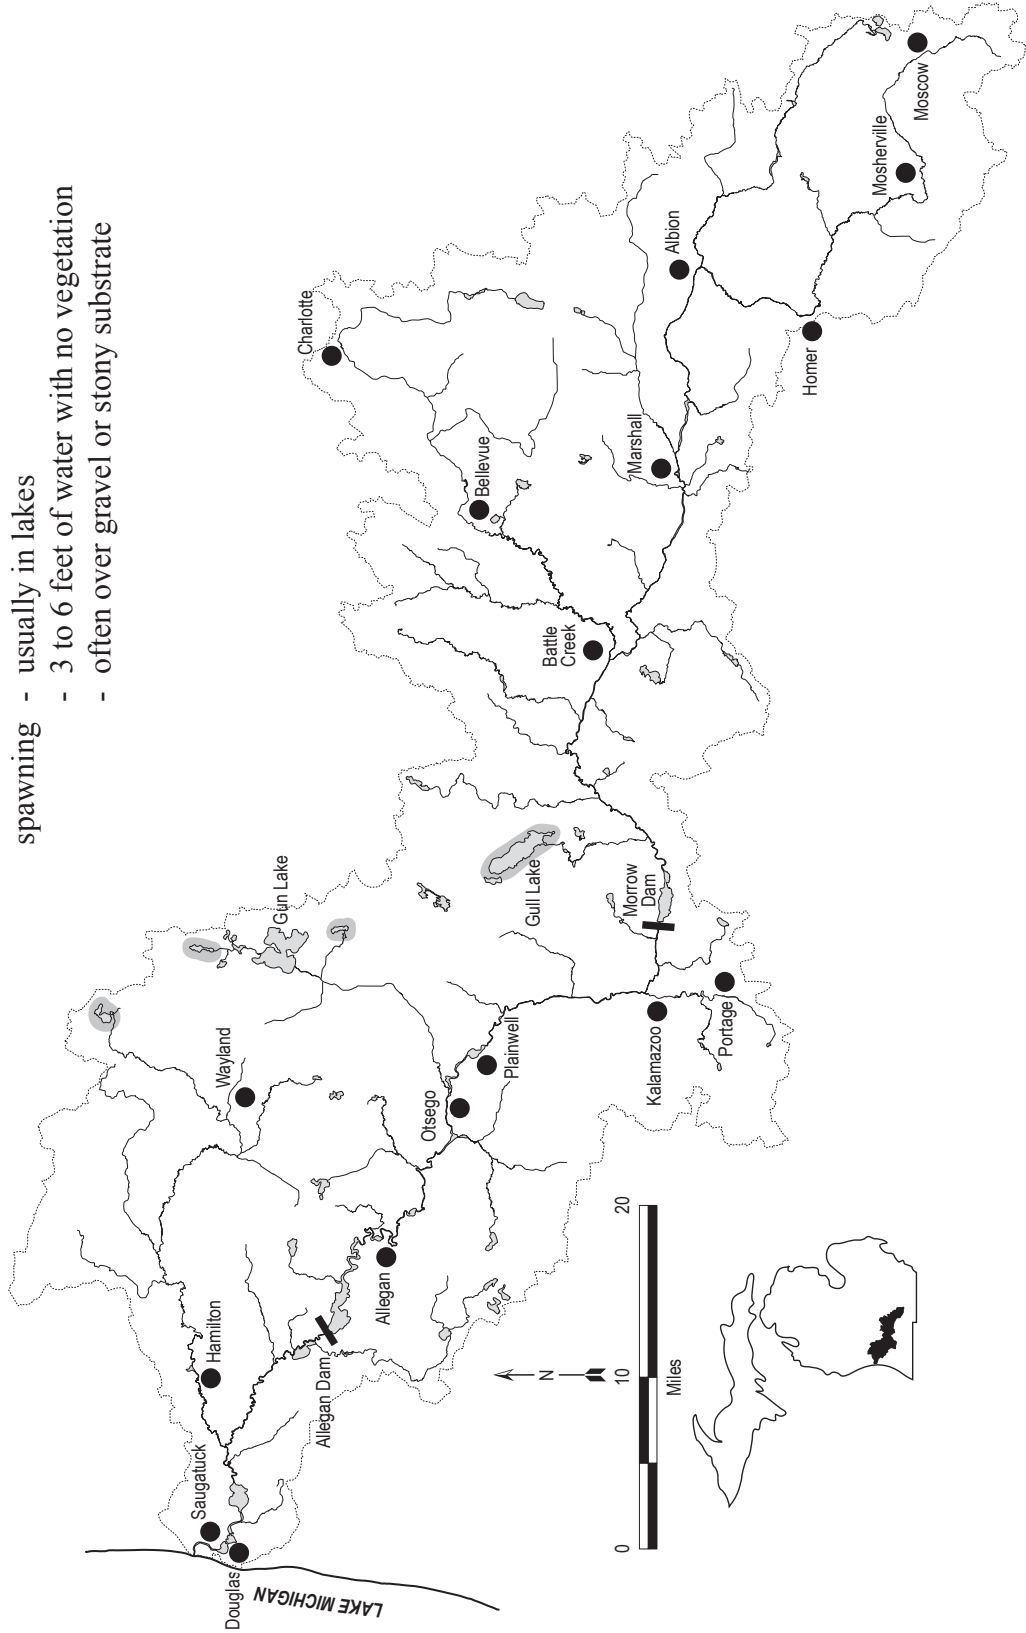 spawning - usually in lakes
- 3 to 6 feet of water with no vegetation
- often over gravel or stony substrate
Saugatuck
Douglas
LAKE MICHIGAN
Hamilton
Allegan Dam
Allegan
Wayland
Otsego
Plainwell
Gun Lake
Gull Lake
Morrow
Dam
Kalamazoo
Portage
Battle
Creek
Bellevue
Charlotte
Marshall
Albion
Homer
Mosherville
Moscow
N
0
10
20
Miles